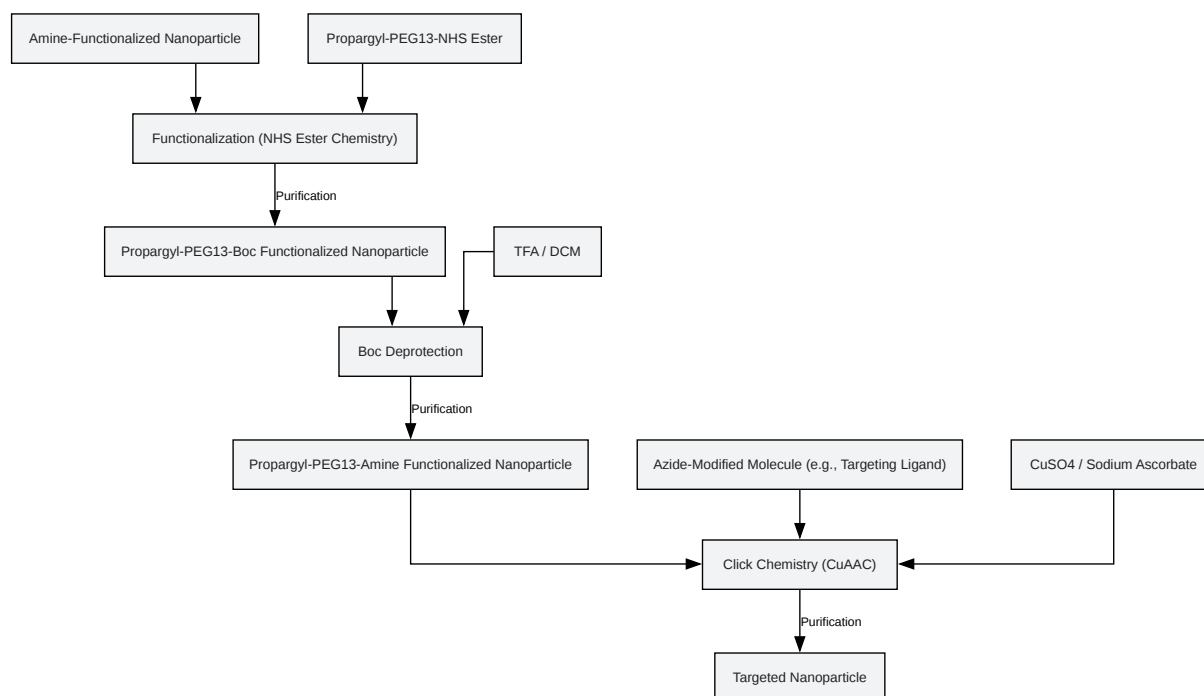 Amine-Functionalized Nanoparticle
Propargyl-PEG13-NHS Ester
Functionalization (NHS Ester Chemistry)
Purification
Propargyl-PEG13-Boc Functionalized Nanoparticle
TFA / DCM
Boc Deprotection
Purification
Propargyl-PEG13-Amine Functionalized Nanoparticle
Azide-Modified Molecule (e.g., Targeting Ligand)
CuSO4 / Sodium Ascorbate
Click Chemistry (CuAAC)
Purification
Targeted Nanoparticle